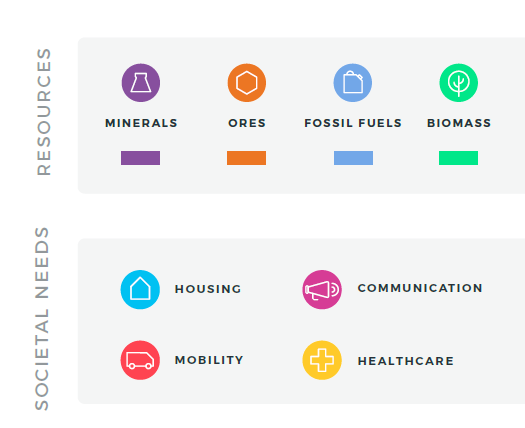 RESOURCES
MINERALS
ORES
FOSSIL FUELS
BIOMASS
SOCIETAL NEEDS
HOUSING
COMMUNICATION
MOBILITY
HEALTHCARE